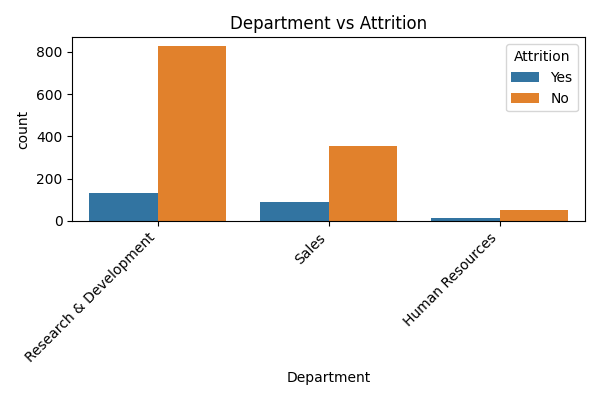 Department vs Attrition
Attrition
Yes
No
count
800
600
400
200
0
Research & Development
Sales
Human Resources
Department